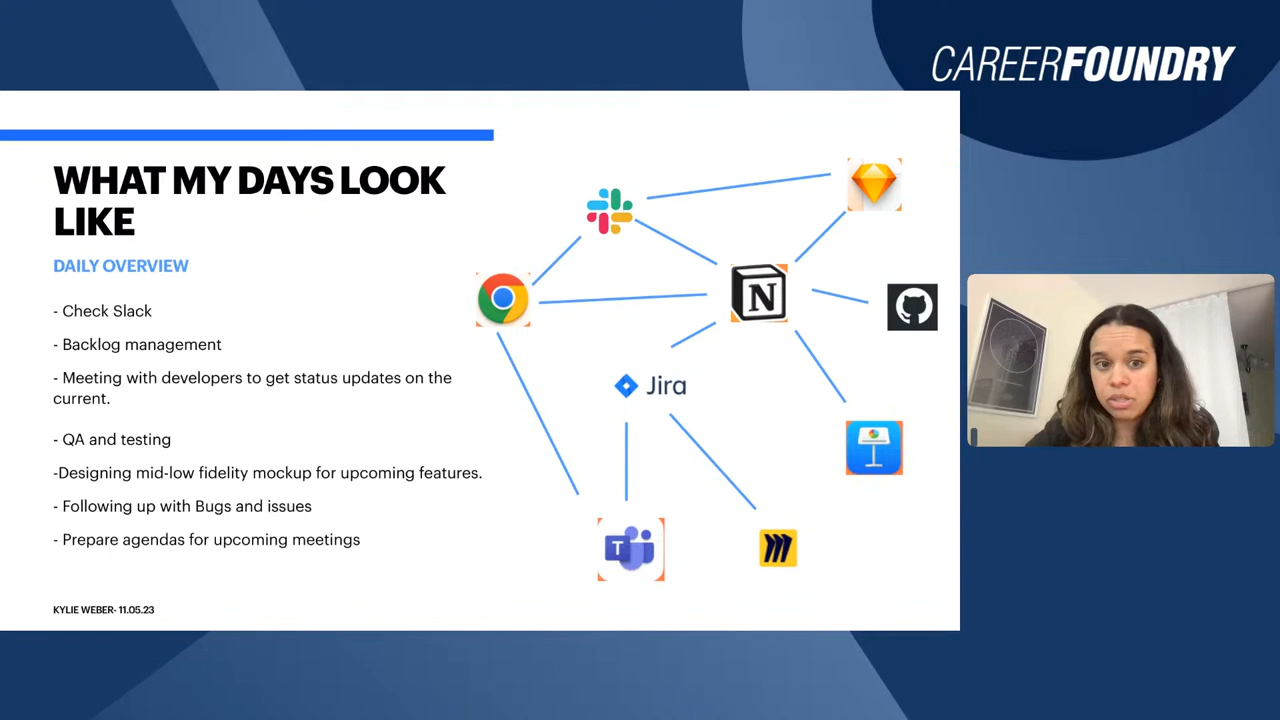 CAREERFOUNDRY
WHAT MY DAYS LOOK
LIKE
DAILY OVERVIEW
- Check Slack
- Backlog management
- Meeting with developers to get status updates on the
current.
- QA and testing
-Designing mid-low fidelity mockup for upcoming features.
- Following up with Bugs and issues
- Prepare agendas for upcoming meetings
KYLIE WEBER- 11.05.23
N
Jira
T